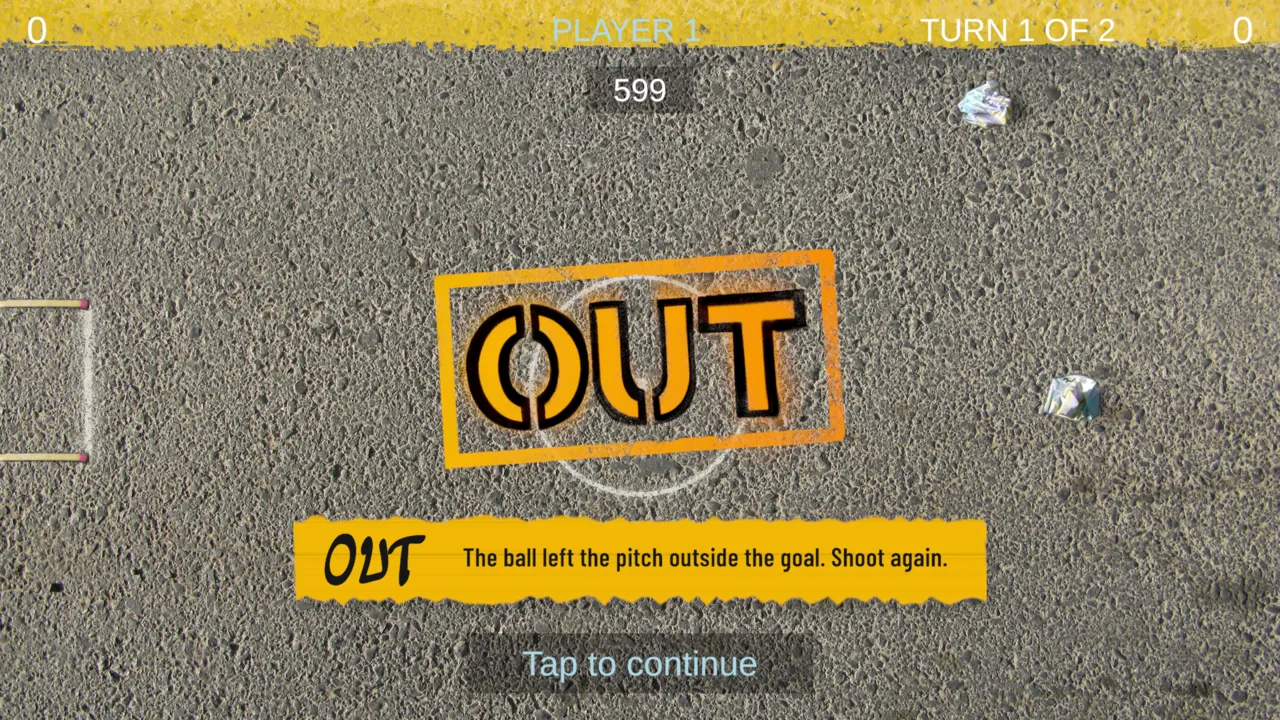 0 PLAYER 1 TURN 1 OF 2 0
599
OUT
OUT The ball left the pitch outside the goal. Shoot again.
Tap to continue